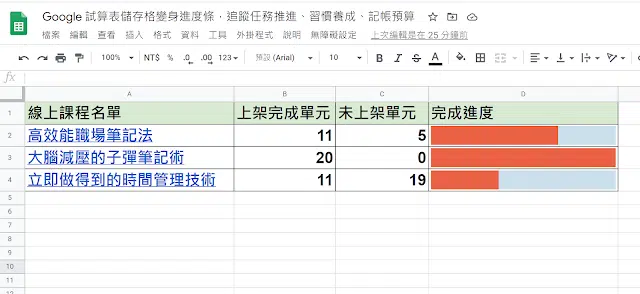 Google 試算表儲存格變身進度條，追蹤任務推進、習慣養成、記帳預算
檔案 編輯 查看 插入 格式 資料 工具 外掛程式 說明 無障礙設定 上次編輯是在 25 分鐘前
100% NT$ % .0 .00 123 預設 (Arial) 10 B I S A
fx
A B C D
1 線上課程名單 上架完成單元 未上架單元 完成進度
2 高效能職場筆記法 11 5
3 大腦減壓的子彈筆記術 20 0
4 立即做得到的時間管理技術 11 19
5
6
7
8
9
10
11
12